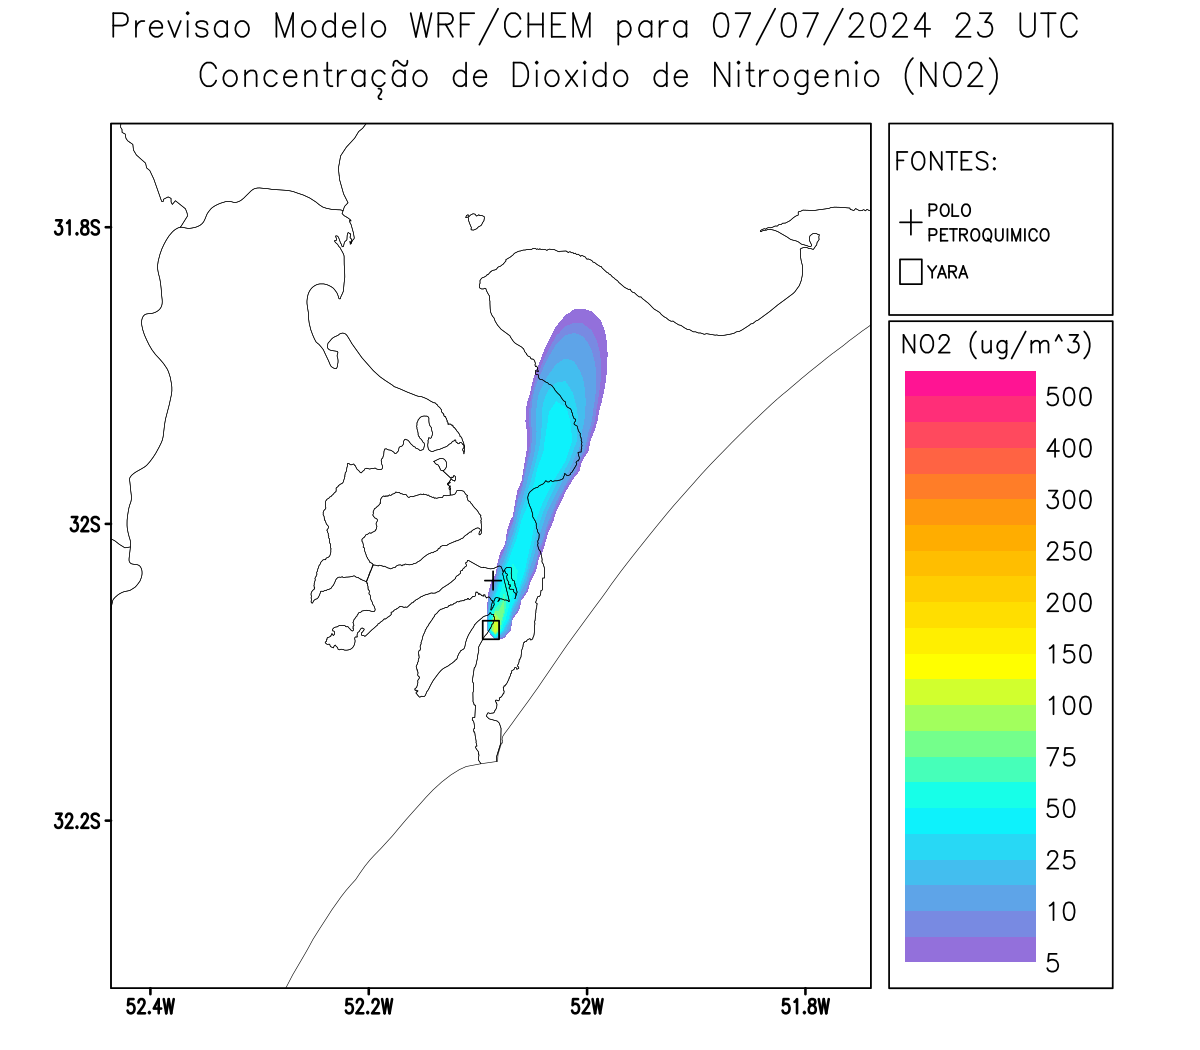 Previsao Modelo WRF/CHEM para 07/07/2024 23 UTC
Concentração de Dioxido de Nitrogenio (NO2)
FONTES:
POLO
PETROQUIMICO
YARA
NO2 (ug/m^3)
500
400
300
250
200
150
100
75
50
25
10
5
31.8S
32S
32.2S
52.4W
52.2W
52W
51.8W